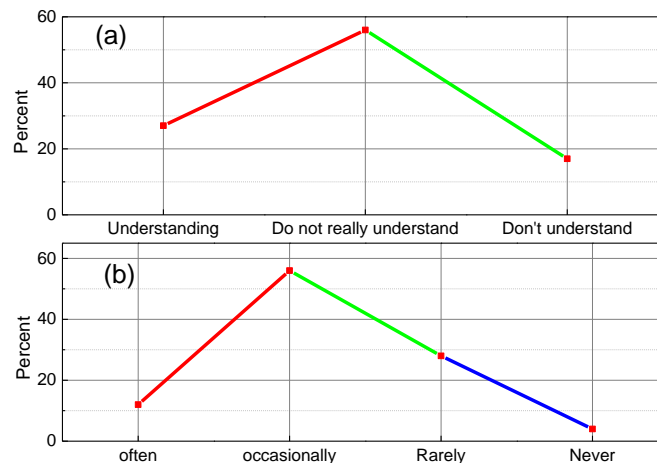 (a)
Percent
60
40
20
0
Understanding Do not really understand Don't understand
(b)
Percent
60
40
20
0
often occasionally Rarely Never